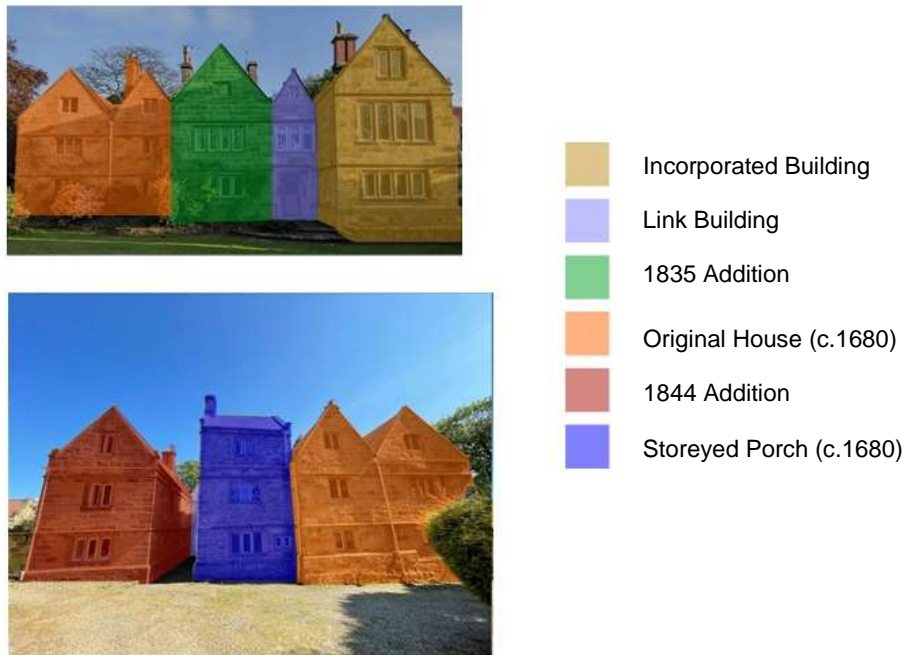 Incorporated Building
Link Building
1835 Addition
Original House (c.1680)
1844 Addition
Storeyed Porch (c.1680)